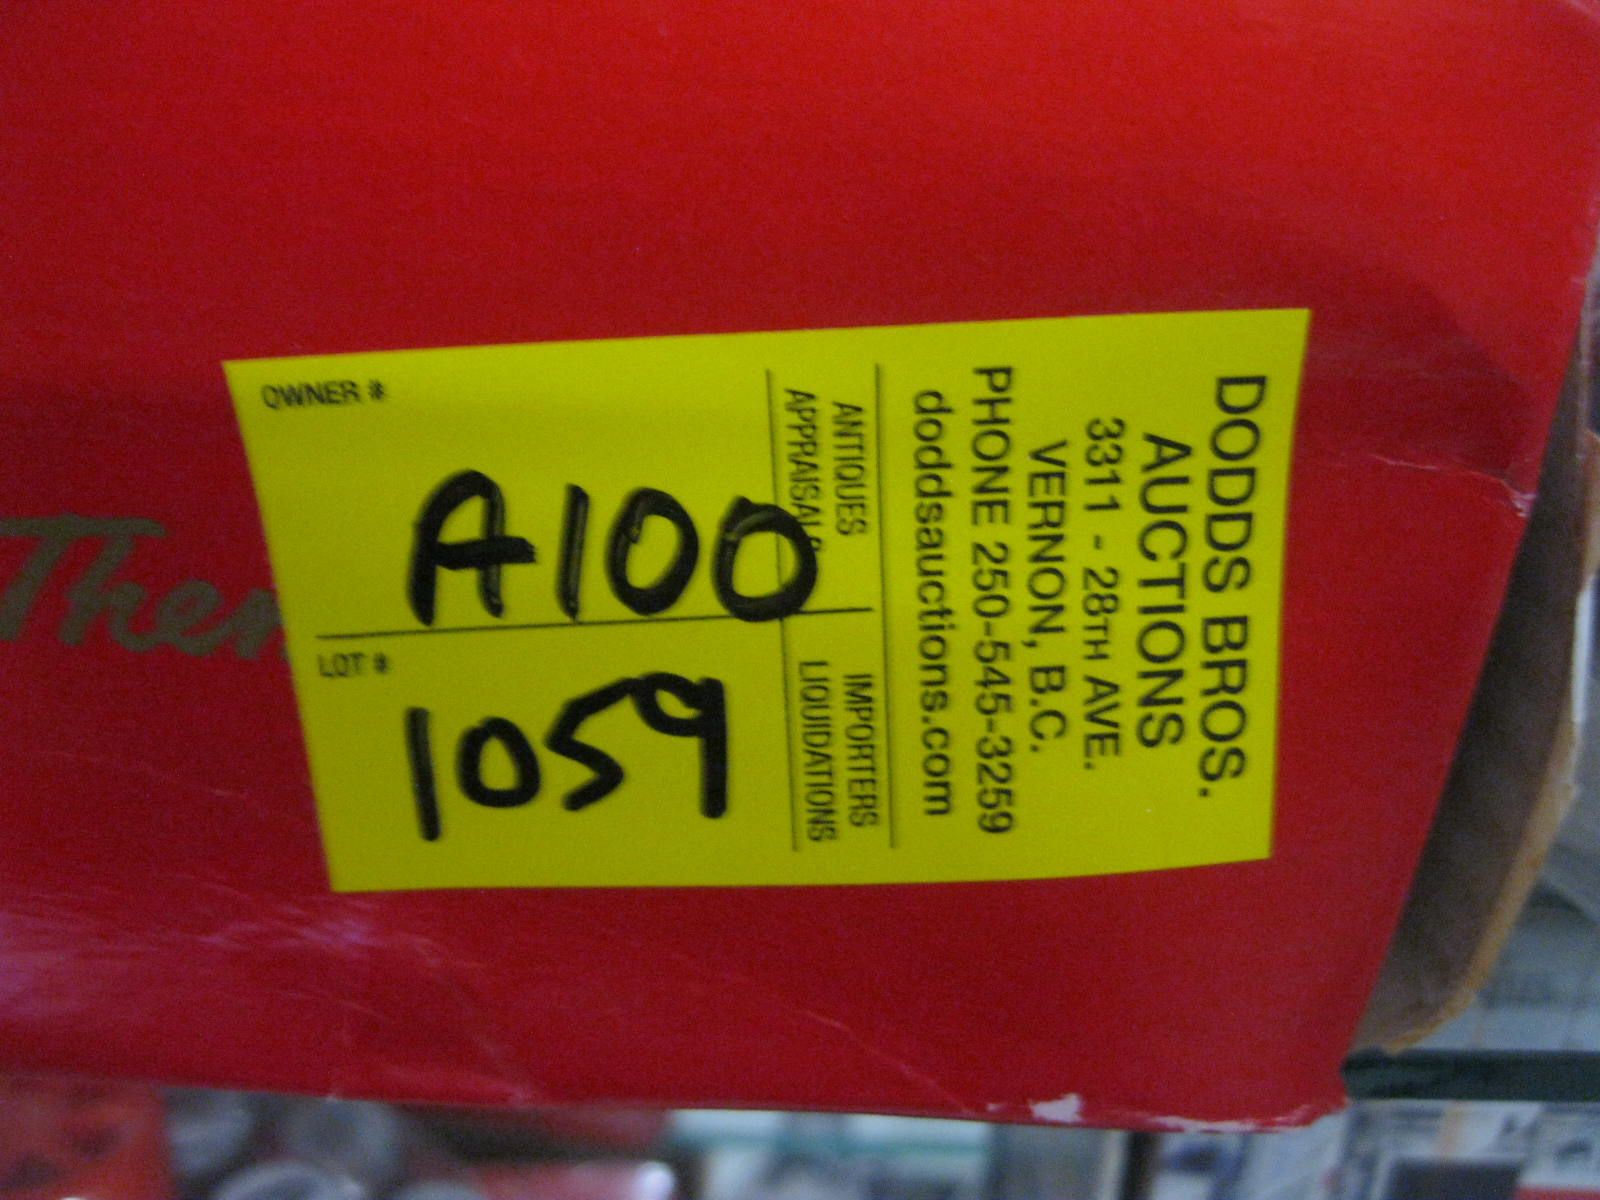 DODDS BROS.
AUCTIONS
3311 - 28TH AVE.
VERNON, B.C.
PHONE 250-545-3259
doddsauctions.com
ANTIQUES
APPRAISALS
IMPORTERS
LIQUIDATIONS
OWNER #
A100
LOT #
1059
Ther